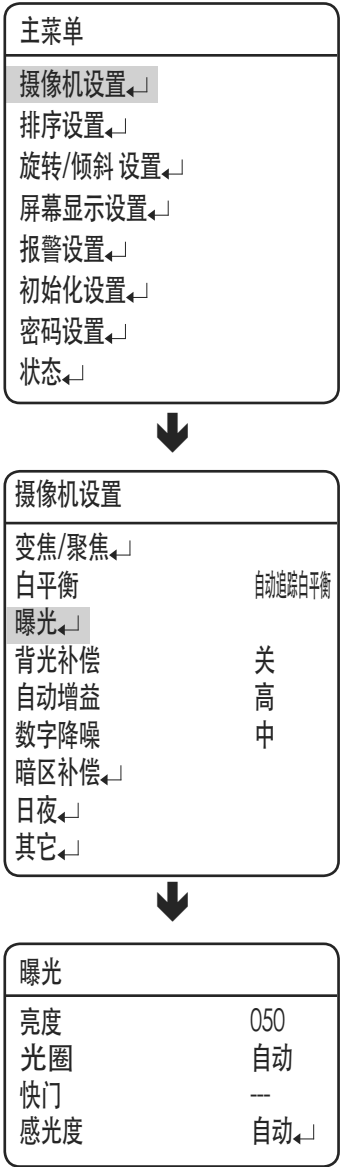 主菜单
摄像机设置↵
排序设置↵
旋转/倾斜 设置↵
屏幕显示设置↵
报警设置↵
初始化设置↵
密码设置↵
状态↵
摄像机设置
变焦/聚焦↵
白平衡 自动追踪白平衡
曝光↵
背光补偿 关
自动增益 高
数字降噪 中
暗区补偿↵
日夜↵
其它↵
曝光
亮度 050
光圈 自动
快门 ---
感光度 自动↵